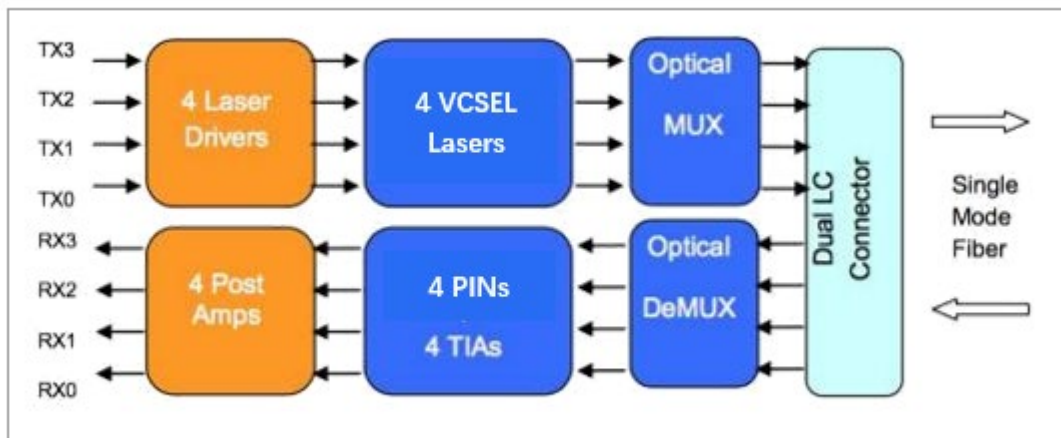 TX3
TX2
TX1
TX0
4 Laser
Drivers
4 VCSEL
Lasers
Optical
MUX
RX3
RX2
RX1
RX0
4 Post
Amps
4 PINs
4 TIAs
Optical
DeMUX
Dual LC
Connector
Single
Mode
Fiber